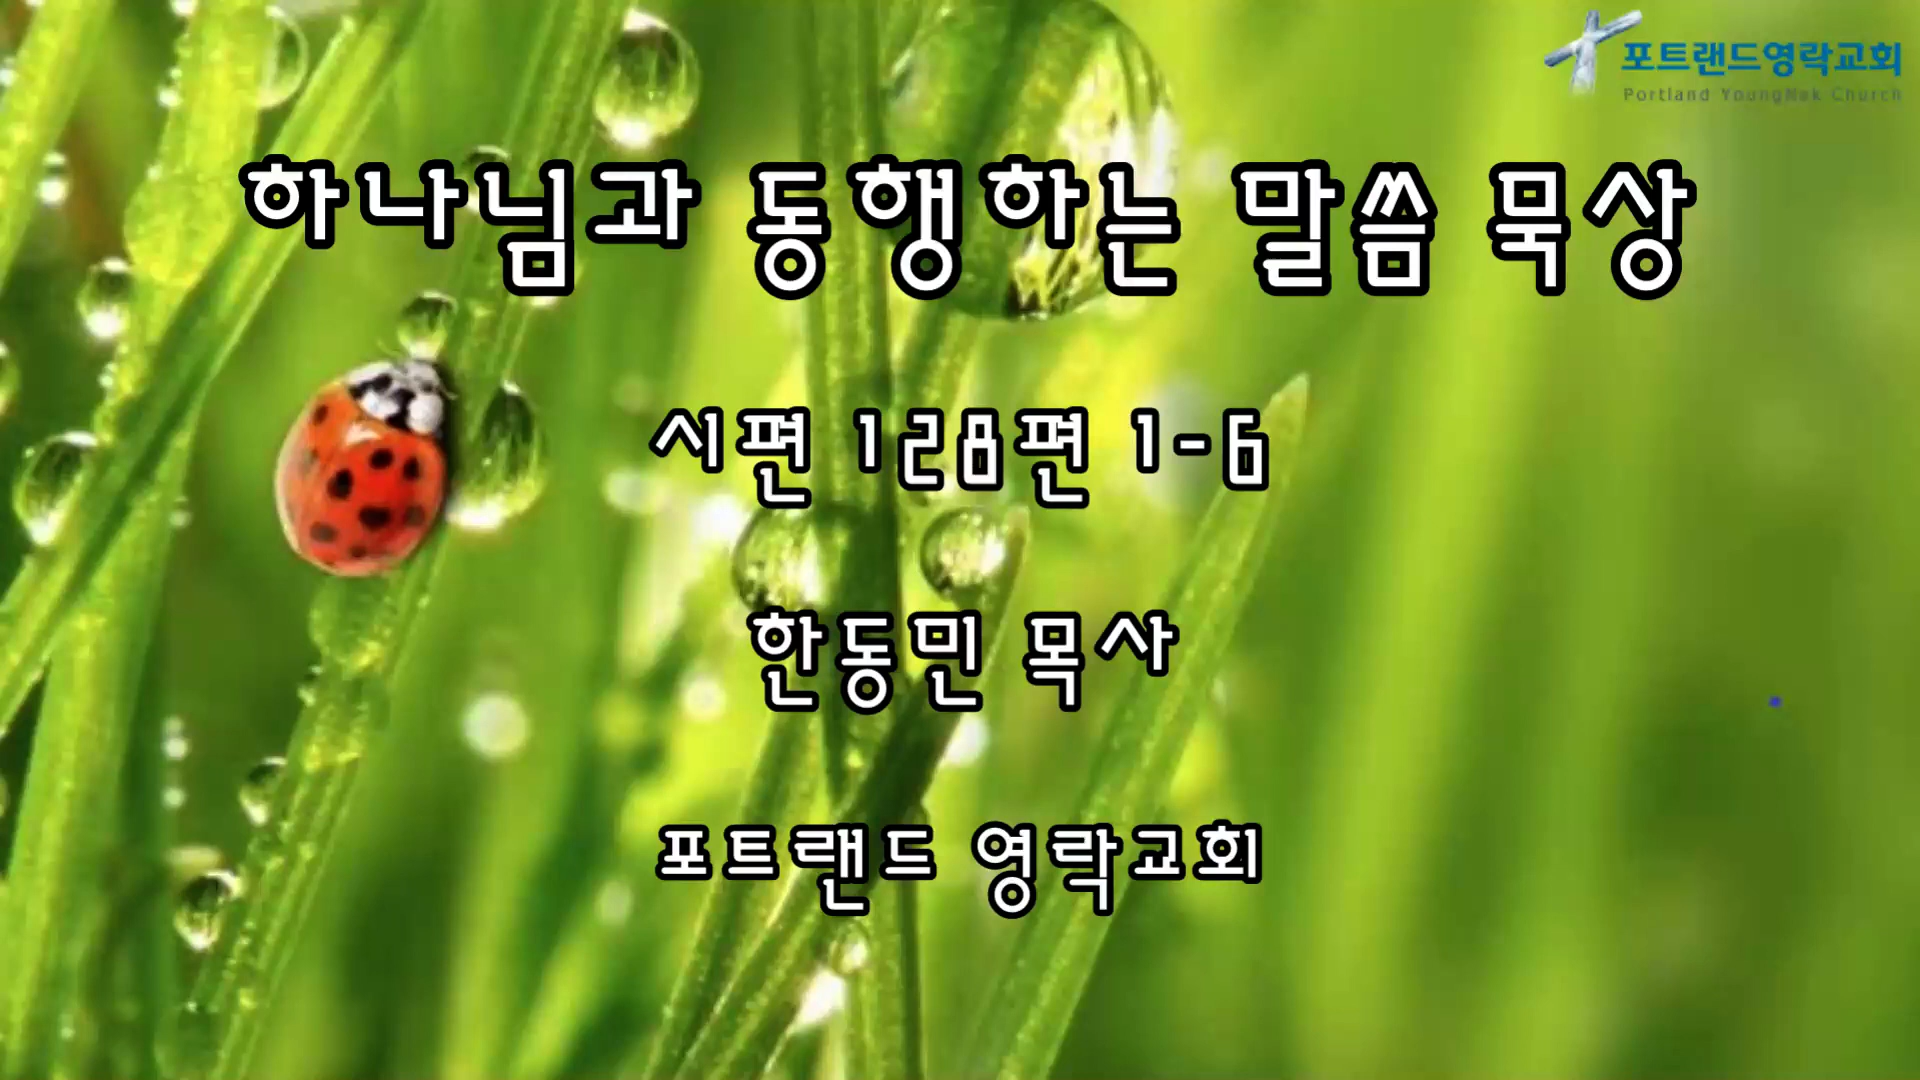 포트랜드영락교회
Portland YoungNak Church
하나님과 동행하는 말씀 묵상
시편 128편 1-6
한동민 목사
포트랜드 영락교회